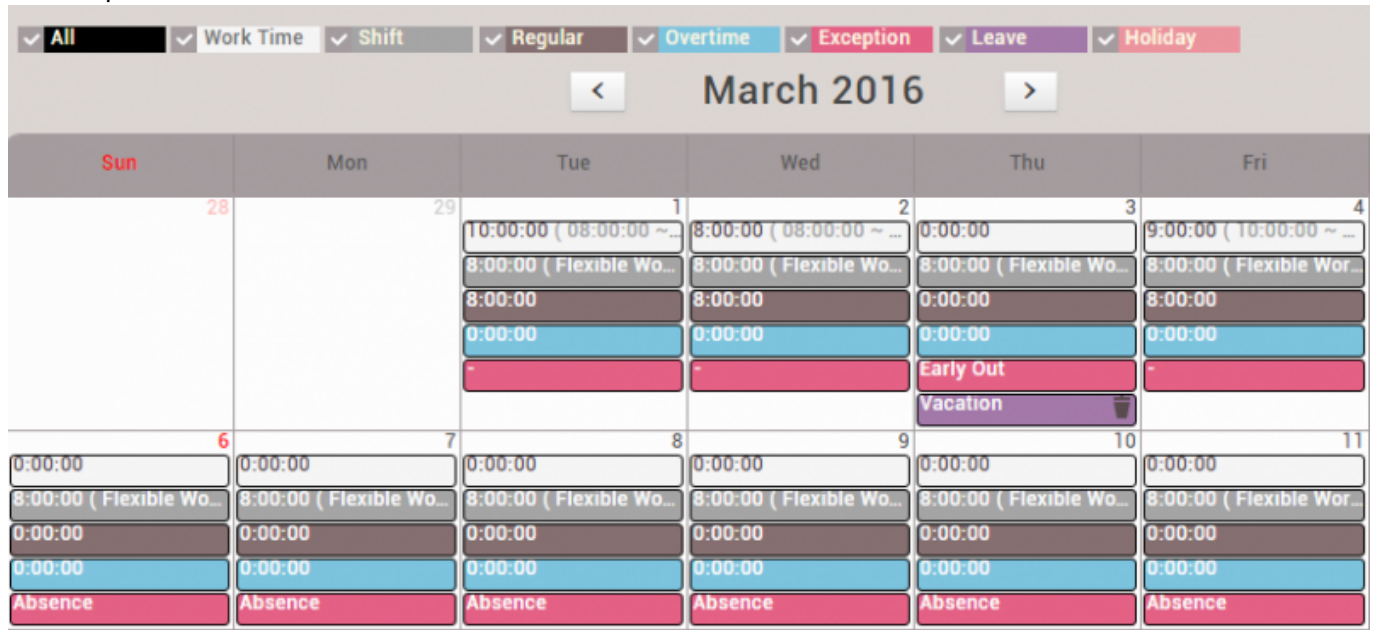 All Work Time Shift Regular Overtime Exception Leave Holiday
< March 2016 >
Sun Mon Tue Wed Thu Fri
28 29 1 2 3 4
10:00:00 ( 08:00:00 ~... 8:00:00 ( 08:00:00 ~ ... 0:00:00 9:00:00 ( 10:00:00 ~ ...
8:00:00 ( Flexible Wo... 8:00:00 ( Flexible Wo... 8:00:00 ( Flexible Wo... 8:00:00 ( Flexible Wor...
8:00:00 8:00:00 0:00:00 8:00:00
0:00:00 0:00:00 0:00:00 0:00:00
- - Early Out -
Vacation
6 7 8 9 10 11
0:00:00 0:00:00 0:00:00 0:00:00 0:00:00 0:00:00
8:00:00 ( Flexible Wo... 8:00:00 ( Flexible Wo... 8:00:00 ( Flexible Wo... 8:00:00 ( Flexible Wo... 8:00:00 ( Flexible Wo... 8:00:00 ( Flexible Wor...
0:00:00 0:00:00 0:00:00 0:00:00 0:00:00 0:00:00
0:00:00 0:00:00 0:00:00 0:00:00 0:00:00 0:00:00
Absence Absence Absence Absence Absence Absence